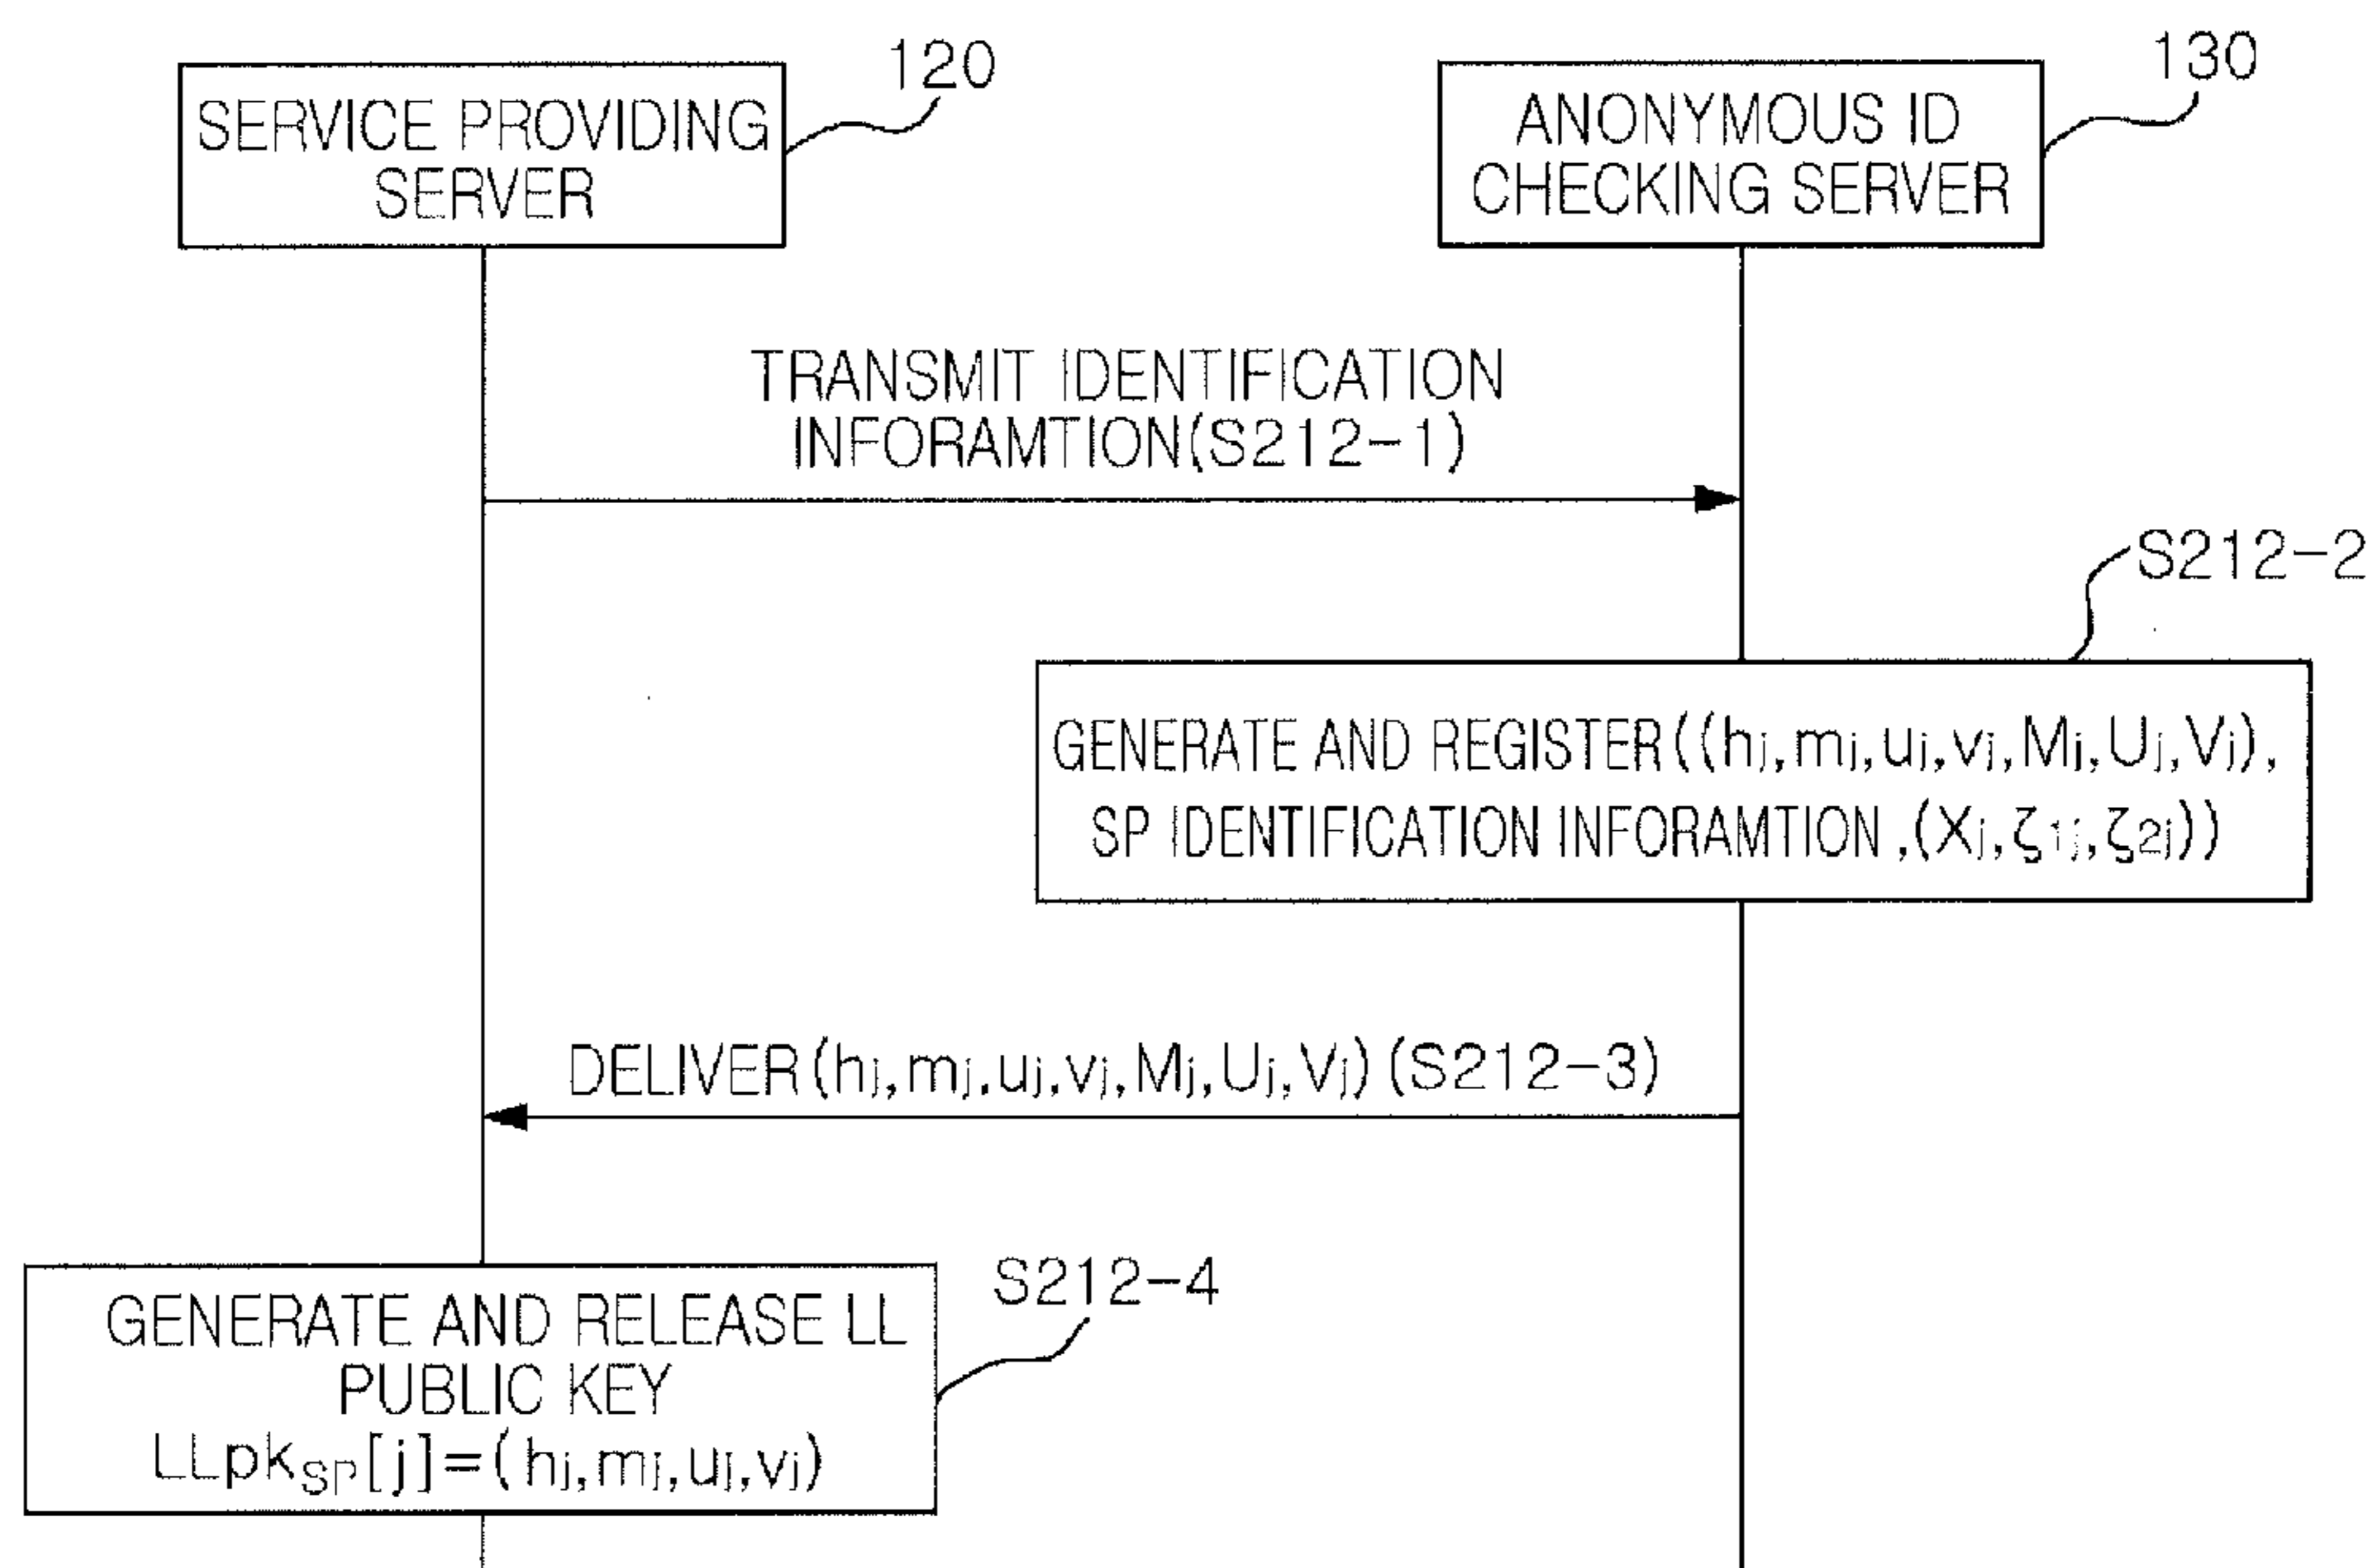 120
SERVICE PROVIDING
SERVER
130
ANONYMOUS ID
CHECKING SERVER
TRANSMIT IDENTIFICATION
INFORAMTION(S212-1)
S212-2
GENERATE AND REGISTER((hj,mj,uj,vj,Mj,Uj,Vj),
SP IDENTIFICATION INFORAMTION ,(Xj,ζ1j,ζ2j))
DELIVER(hj,mj,uj,vj,Mj,Uj,Vj)(S212-3)
S212-4
GENERATE AND RELEASE LL
PUBLIC KEY
LLpkSP[j]=(hj,mj,uj,vj)